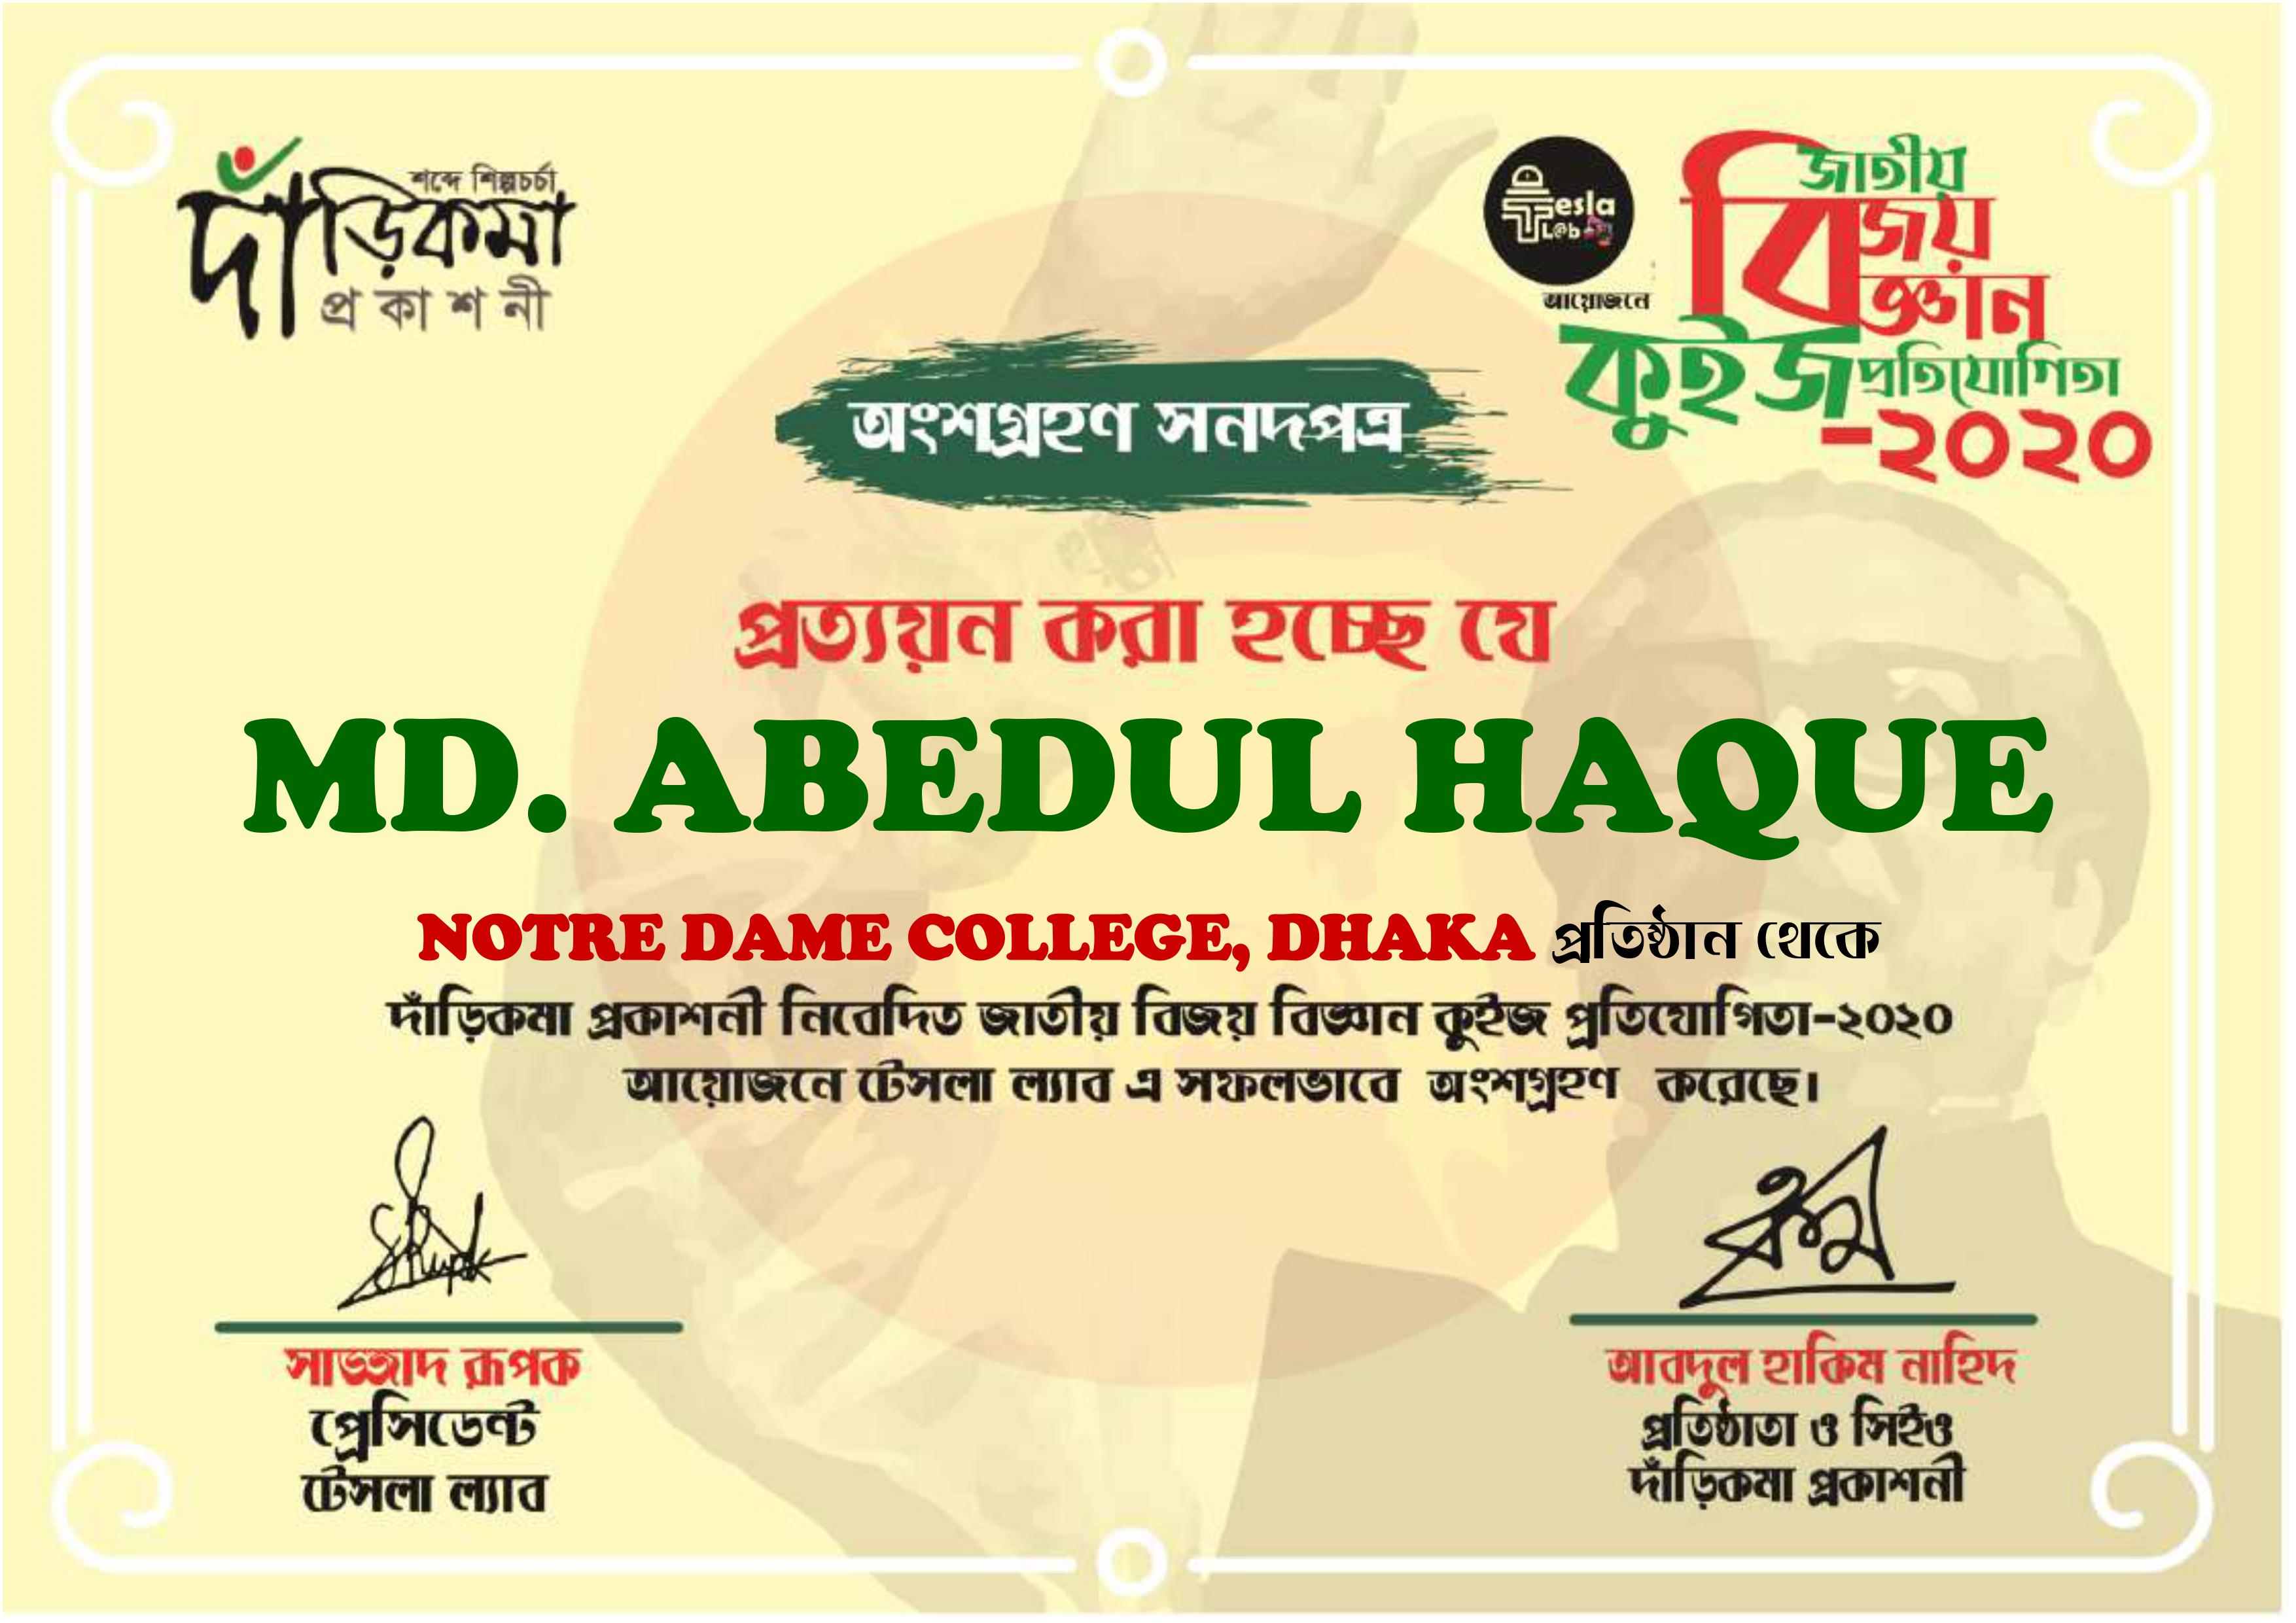 শব্দে শিল্পচর্চা
দাঁড়িকমা
প্রকাশনী
Tesla
L@b
আয়োজনে
জাতীয়
বিজয়
বিজ্ঞান
কুইজ প্রতিযোগিতা
-২০২০
অংশগ্রহণ সনদপত্র
প্রত্যয়ন করা হচ্ছে যে
MD. ABEDUL HAQUE
NOTRE DAME COLLEGE, DHAKA প্রতিষ্ঠান থেকে
দাঁড়িকমা প্রকাশনী নিবেদিত জাতীয় বিজয় বিজ্ঞান কুইজ প্রতিযোগিতা-২০২০
আয়োজনে টেসলা ল্যাব এ সফলভাবে অংশগ্রহণ করেছে।
সাজ্জাদ রূপক
প্রেসিডেন্ট
টেসলা ল্যাব
আবদুল হাকিম নাহিদ
প্রতিষ্ঠাতা ও সিইও
দাঁড়িকমা প্রকাশনী